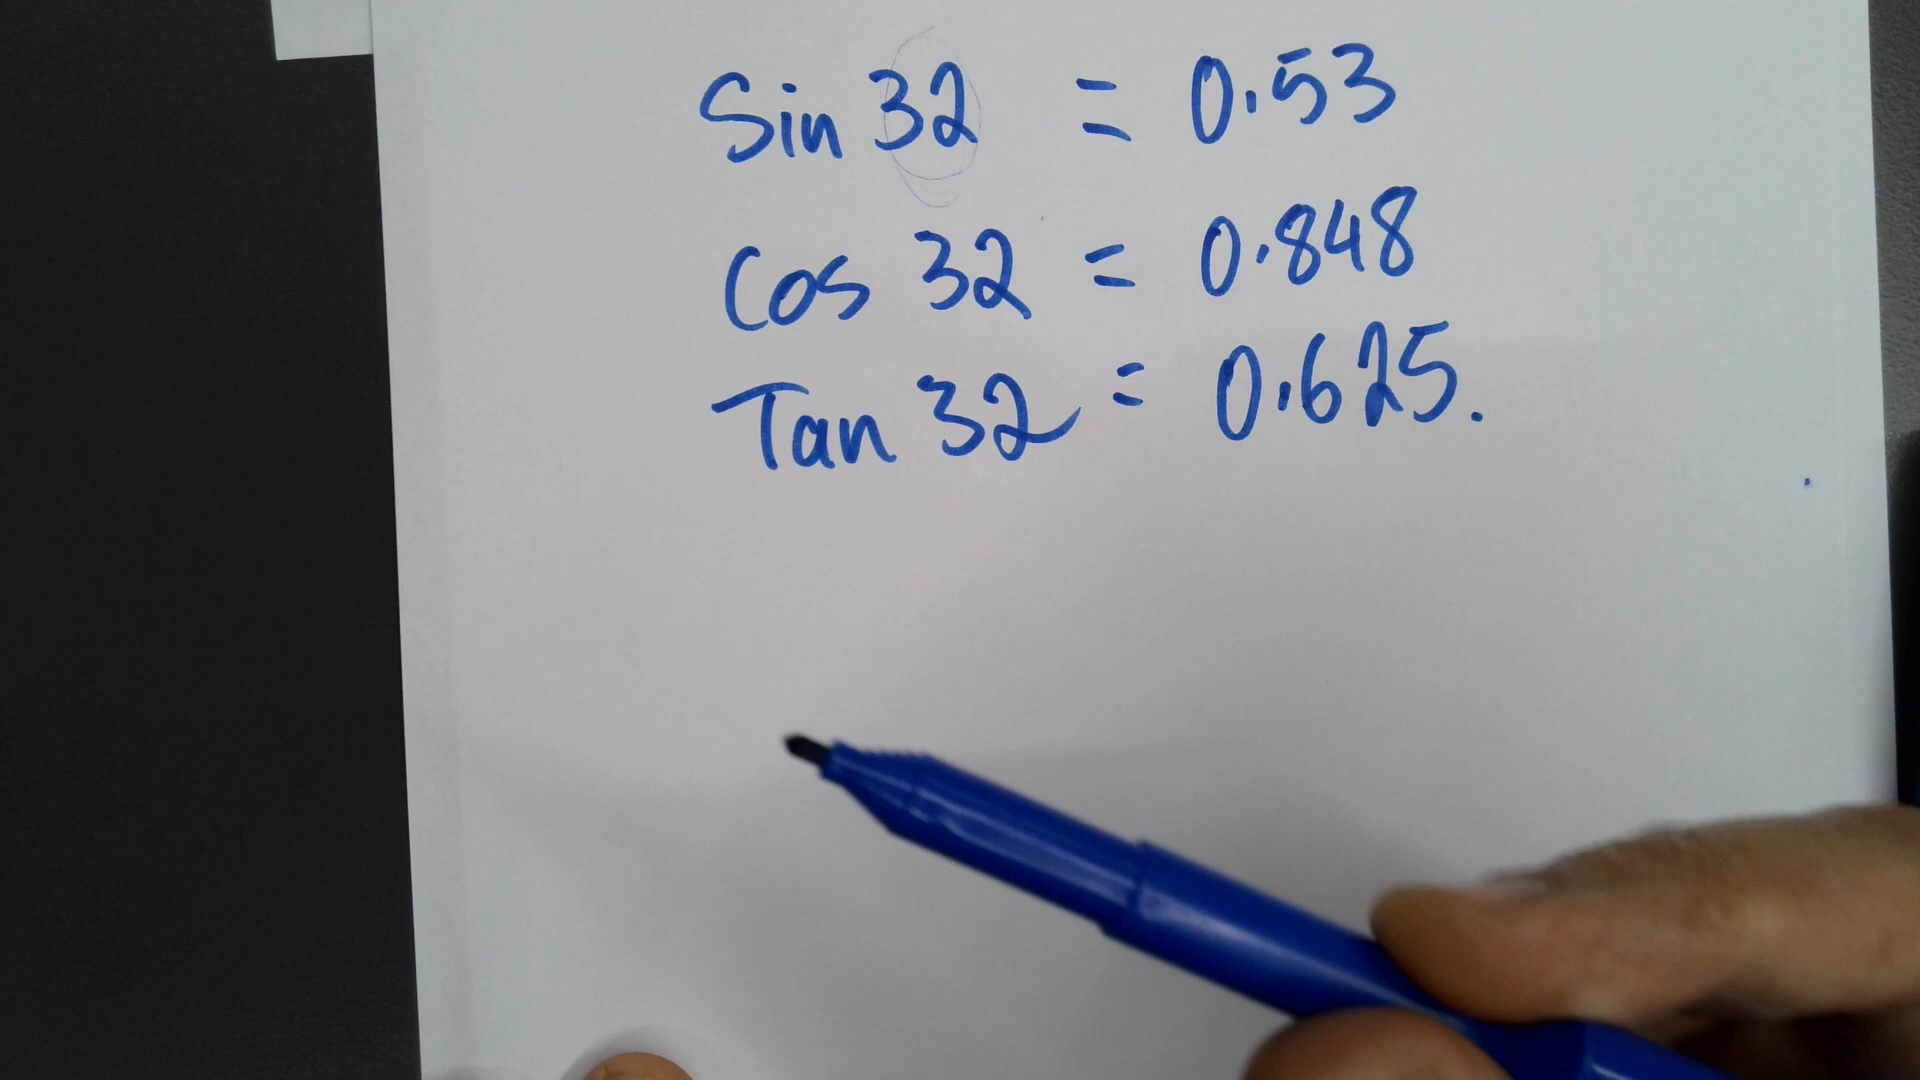 Sin 32 = 0.53
Cos 32 = 0.848
Tan 32 = 0.625.